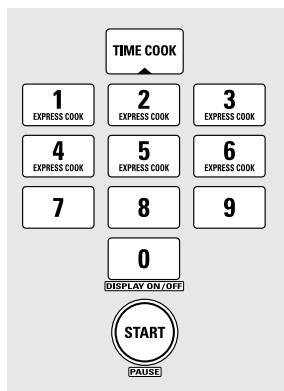 TIME COOK
1 2 3
EXPRESS COOK EXPRESS COOK EXPRESS COOK
4 5 6
EXPRESS COOK EXPRESS COOK EXPRESS COOK
7 8 9
0
DISPLAY ON/OFF
START
PAUSE